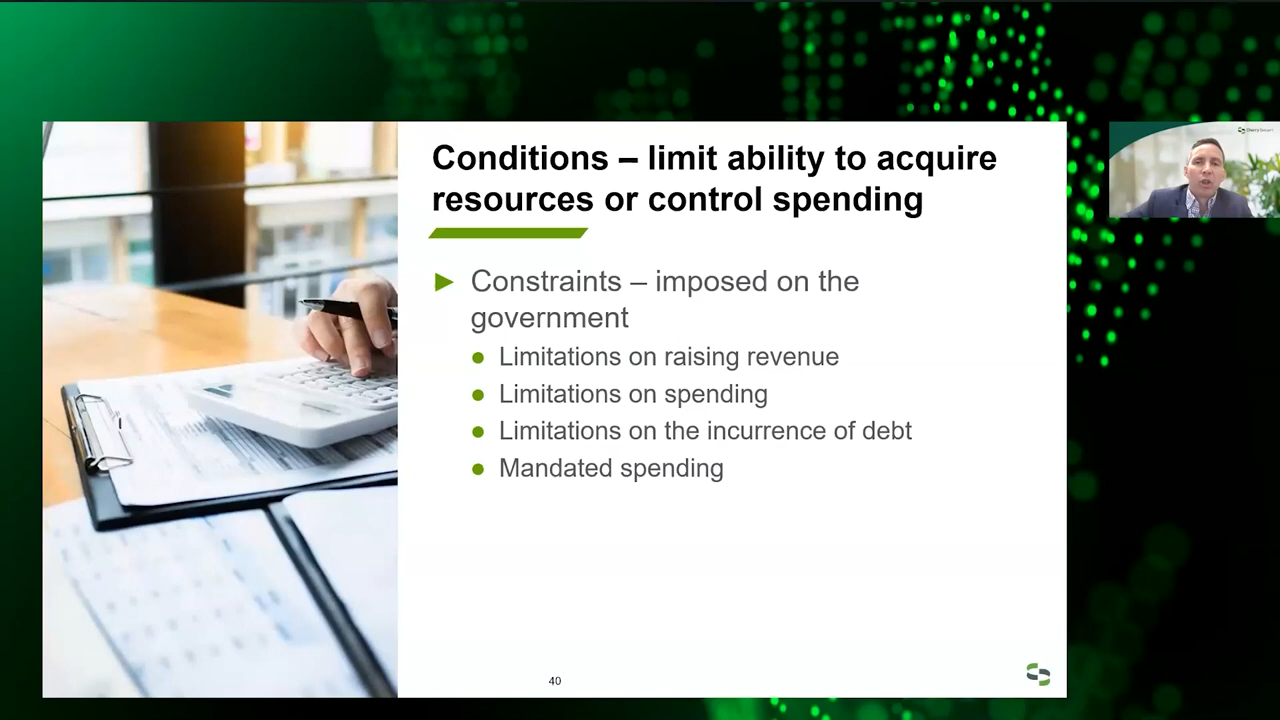 Conditions – limit ability to acquire
resources or control spending
► Constraints – imposed on the
government
● Limitations on raising revenue
● Limitations on spending
● Limitations on the incurrence of debt
● Mandated spending
40